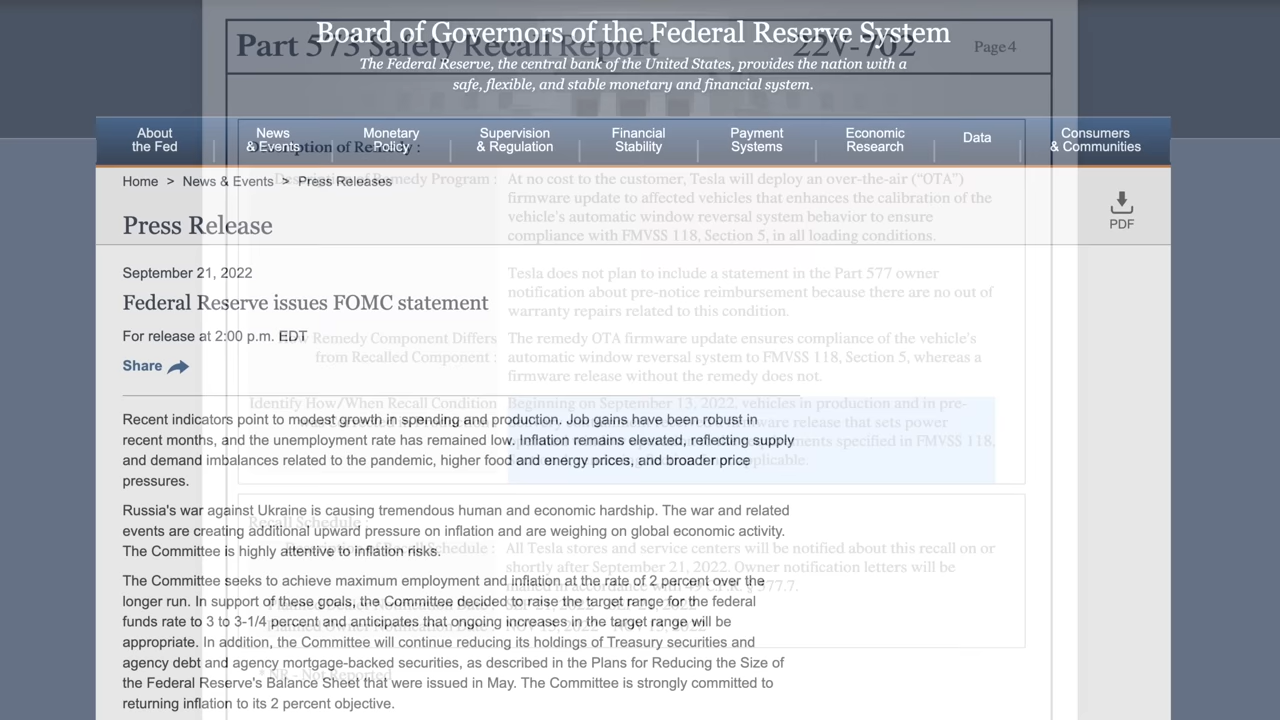 Board of Governors of the Federal Reserve System
Part 573 Safety Recall Report 22V-702 Page 4
The Federal Reserve, the central bank of the United States, provides the nation with a
safe, flexible, and stable monetary and financial system.
About the Fed
News & Events
Monetary Policy
Supervision & Regulation
Financial Stability
Payment Systems
Economic Research
Data
Consumers & Communities
Description of Remedy :
Home > News & Events > Press Releases
Press Release
PDF
September 21, 2022
Federal Reserve issues FOMC statement
For release at 2:00 p.m. EDT
Share
Recent indicators point to modest growth in spending and production. Job gains have been robust in
recent months, and the unemployment rate has remained low. Inflation remains elevated, reflecting supply
and demand imbalances related to the pandemic, higher food and energy prices, and broader price
pressures.
Russia's war against Ukraine is causing tremendous human and economic hardship. The war and related
events are creating additional upward pressure on inflation and are weighing on global economic activity.
The Committee is highly attentive to inflation risks.
The Committee seeks to achieve maximum employment and inflation at the rate of 2 percent over the
longer run. In support of these goals, the Committee decided to raise the target range for the federal
funds rate to 3 to 3-1/4 percent and anticipates that ongoing increases in the target range will be
appropriate. In addition, the Committee will continue reducing its holdings of Treasury securities and
agency debt and agency mortgage-backed securities, as described in the Plans for Reducing the Size of
the Federal Reserve's Balance Sheet that were issued in May. The Committee is strongly committed to
returning inflation to its 2 percent objective.
Description of Remedy Program :
At no cost to the customer, Tesla will deploy an over-the-air (“OTA”)
firmware update to affected vehicles that enhances the calibration of the
vehicle's automatic window reversal system behavior to ensure
compliance with FMVSS 118, Section 5, in all loading conditions.
Tesla does not plan to include a statement in the Part 577 owner
notification about pre-notice reimbursement because there are no out of
warranty repairs related to this condition.
How Remedy Component Differs
from Recalled Component :
The remedy OTA firmware update ensures compliance of the vehicle's
automatic window reversal system to FMVSS 118, Section 5, whereas a
firmware release without the remedy does not.
Identify How/When Recall Condition
Beginning on September 13, 2022, vehicles in production and in pre-
firmware release that sets power
specified in FMVSS 118,
Recall Schedule :
Description of Recall Schedule :
All Tesla stores and service centers will be notified about this recall on or
shortly after September 21, 2022. Owner notification letters will be
mailed in accordance with 49 C.F.R. § 577.7.
* NR - Not Reported